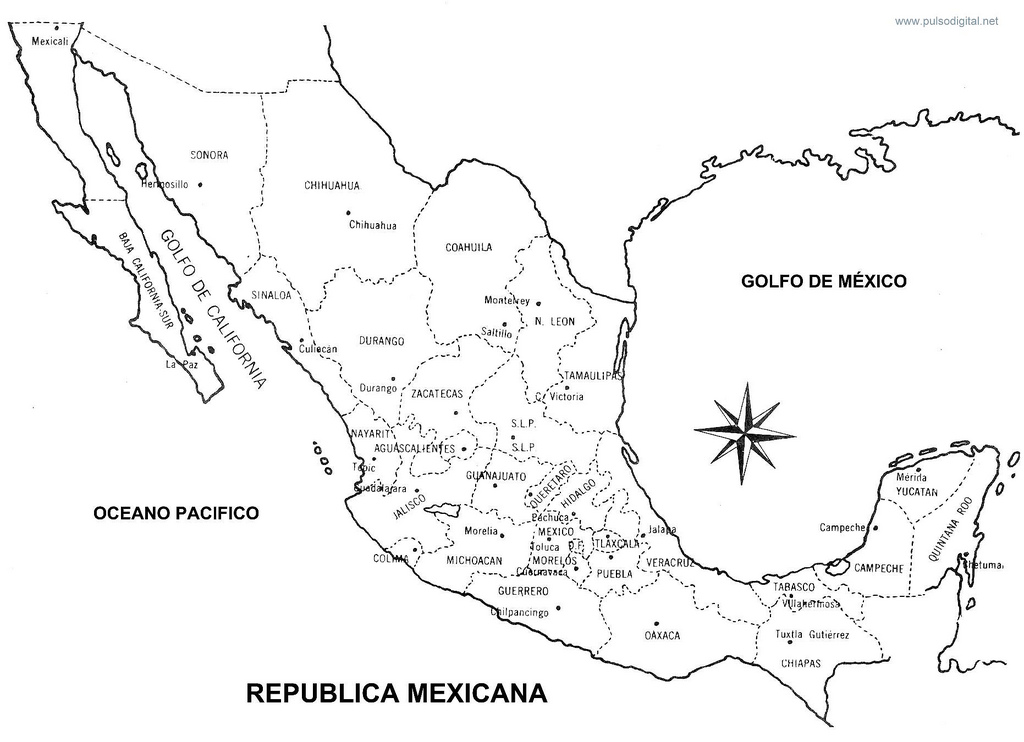 www.pulsodigital.net
Mexicali
SONORA
Hermosillo
CHIHUAHUA
Chihuahua
COAHUILA
BAJA CALIFORNIA-SUR
GOLFO DE CALIFORNIA
GOLFO DE MÉXICO
SINALOA
Monterrey
N. LEON
Saltillo
Culiacán
DURANGO
La Paz
TAMAULIPAS
Durango
ZACATECAS
C. Victoria
S.L.P.
NAYARIT
AGUASCALIENTES
S.L.P
Tepic
GUANAJUATO
QUERETARO
HIDALGO
Mérida
YUCATAN
Guadalajara
JALISCO
OCEANO PACIFICO
Pachuca
Morelia
MEXICO
Jalapa
Campeche
QUINTANA ROO
Toluca
D.F.
TLAXCALA
COLIMA
MICHOACAN
MORELOS
VERACRUZ
Cuernavaca
PUEBLA
CAMPECHE
Chetumal
GUERRERO
TABASCO
Villahermosa
Chilpancingo
OAXACA
Tuxtla Gutiérrez
CHIAPAS
REPUBLICA MEXICANA